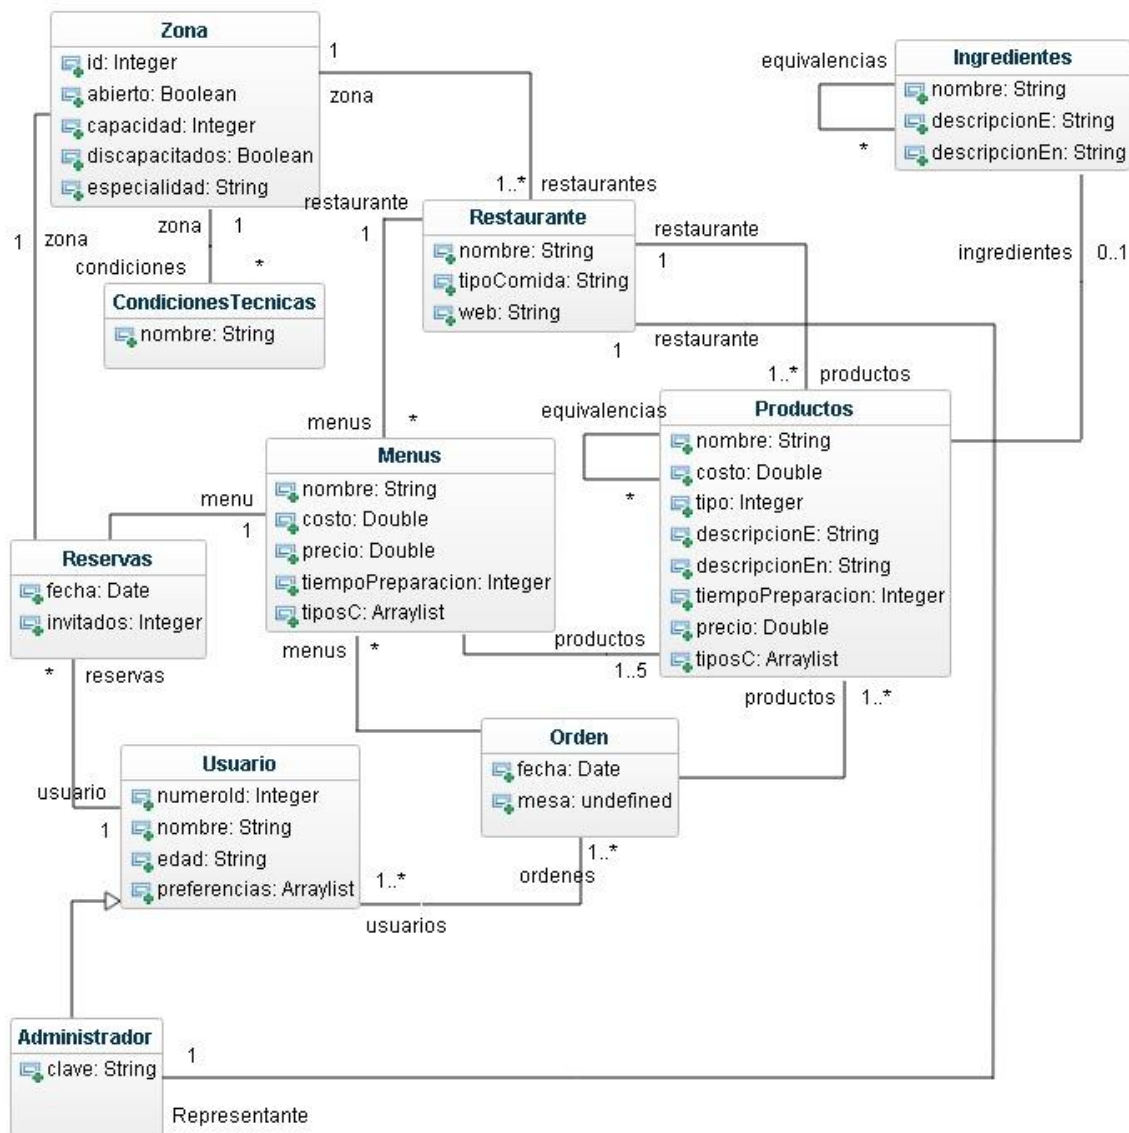 Zona
id: Integer
abierto: Boolean
capacidad: Integer
discapacitados: Boolean
especialidad: String
1
zona
equivalencias
*
Ingredientes
nombre: String
descripcionE: String
descripcionEn: String
1..*
restaurantes
restaurante
1
1
zona
zona
1
condiciones
*
CondicionesTecnicas
nombre: String
Restaurante
nombre: String
tipoComida: String
web: String
restaurante
1
ingredientes
0..1
restaurante
1
1..*
productos
menus
*
equivalencias
*
Productos
nombre: String
costo: Double
tipo: Integer
descripcionE: String
descripcionEn: String
tiempoPreparacion: Integer
precio: Double
tiposC: Arraylist
Menus
nombre: String
costo: Double
precio: Double
tiempoPreparacion: Integer
tiposC: Arraylist
menu
1
Reservas
fecha: Date
invitados: Integer
*
reservas
menus
*
productos
1..5
productos
1..*
Orden
fecha: Date
mesa: undefined
Usuario
numeroId: Integer
nombre: String
edad: String
preferencias: Arraylist
usuario
1
1..*
usuarios
1..*
ordenes
Administrador
clave: String
1
Representante